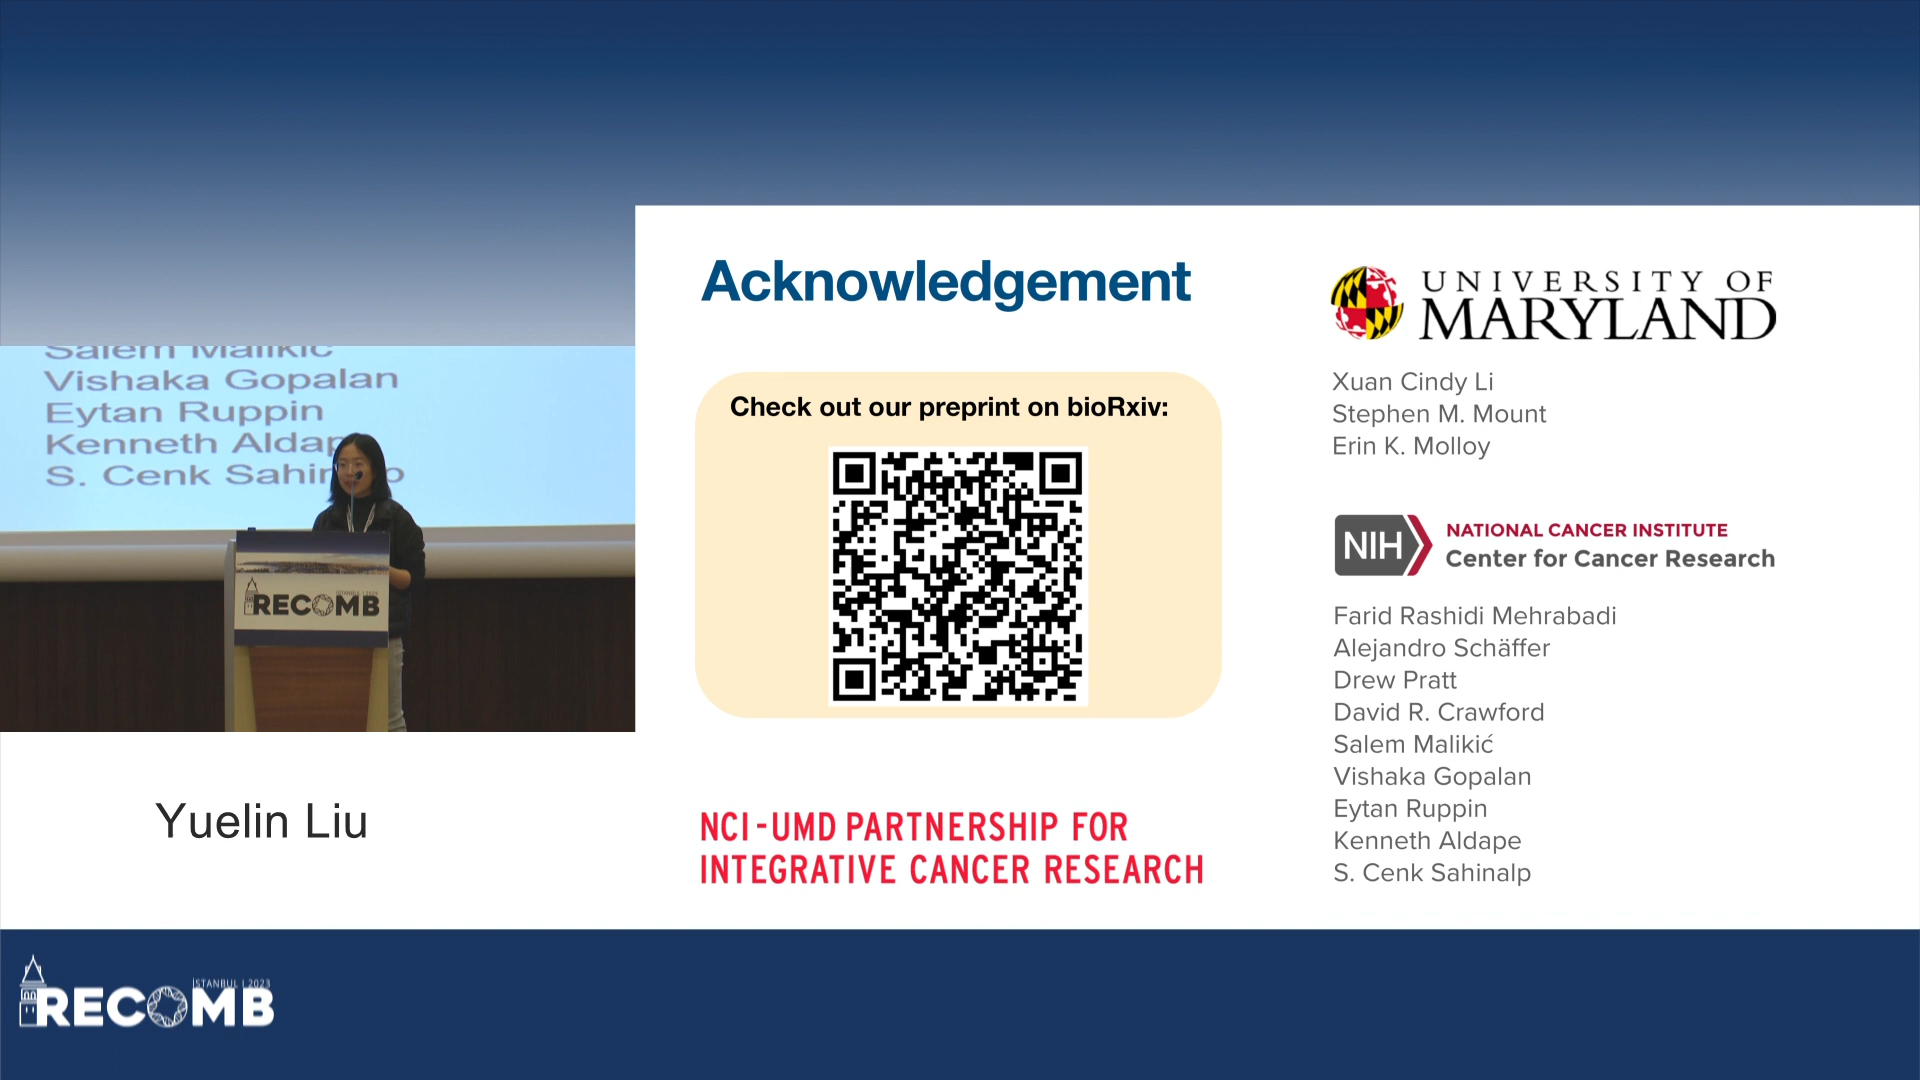 Acknowledgement
Check out our preprint on bioRxiv:
NCI-UMD PARTNERSHIP FOR
INTEGRATIVE CANCER RESEARCH
UNIVERSITY OF
MARYLAND
Xuan Cindy Li
Stephen M. Mount
Erin K. Molloy
NIH
NATIONAL CANCER INSTITUTE
Center for Cancer Research
Farid Rashidi Mehrabadi
Alejandro Schäffer
Drew Pratt
David R. Crawford
Salem Malikić
Vishaka Gopalan
Eytan Ruppin
Kenneth Aldape
S. Cenk Sahinalp
Salem Malikic
Vishaka Gopalan
Eytan Ruppin
Kenneth Aldap
S. Cenk Sahin
ISTANBUL | 2023
RECOMB
Yuelin Liu
İSTANBUL | 2023
RECOMB